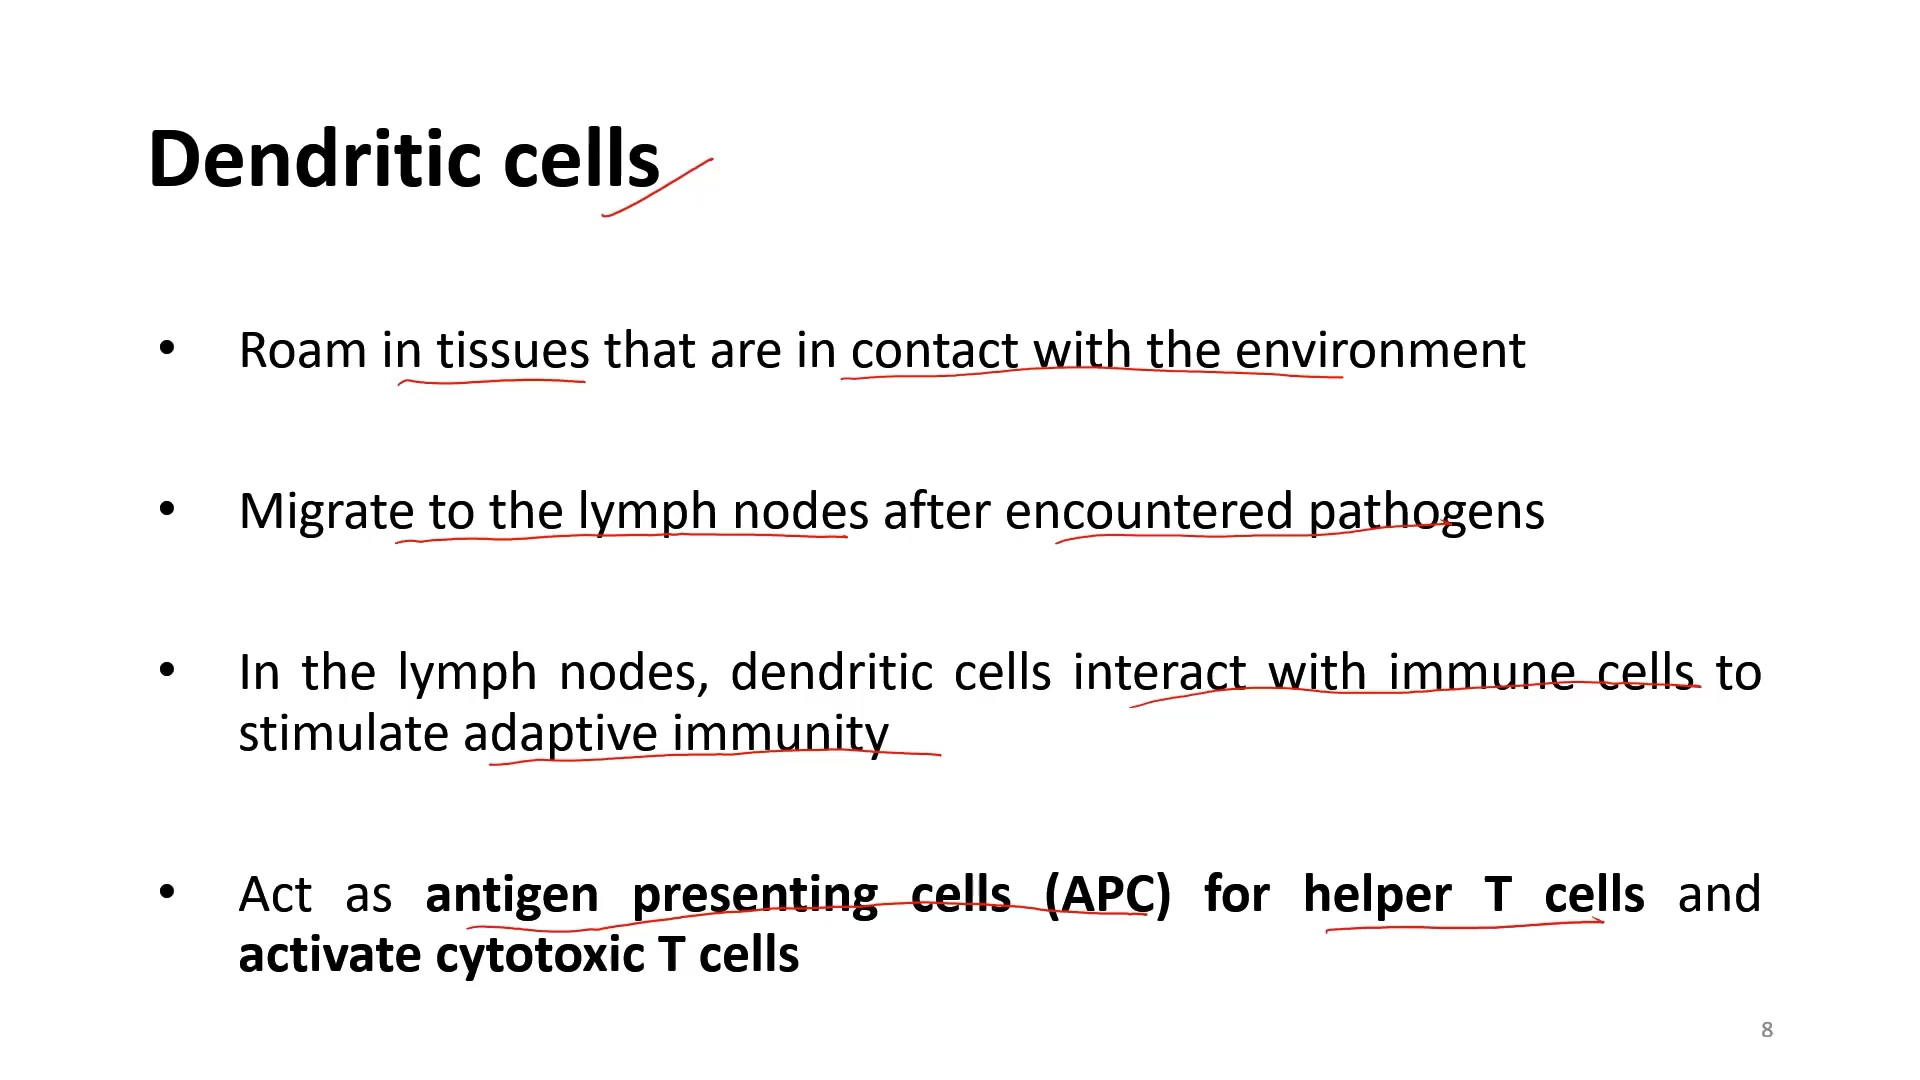 Dendritic cells
• Roam in tissues that are in contact with the environment
• Migrate to the lymph nodes after encountered pathogens
• In the lymph nodes, dendritic cells interact with immune cells to
stimulate adaptive immunity
• Act as antigen presenting cells (APC) for helper T cells and
activate cytotoxic T cells
8